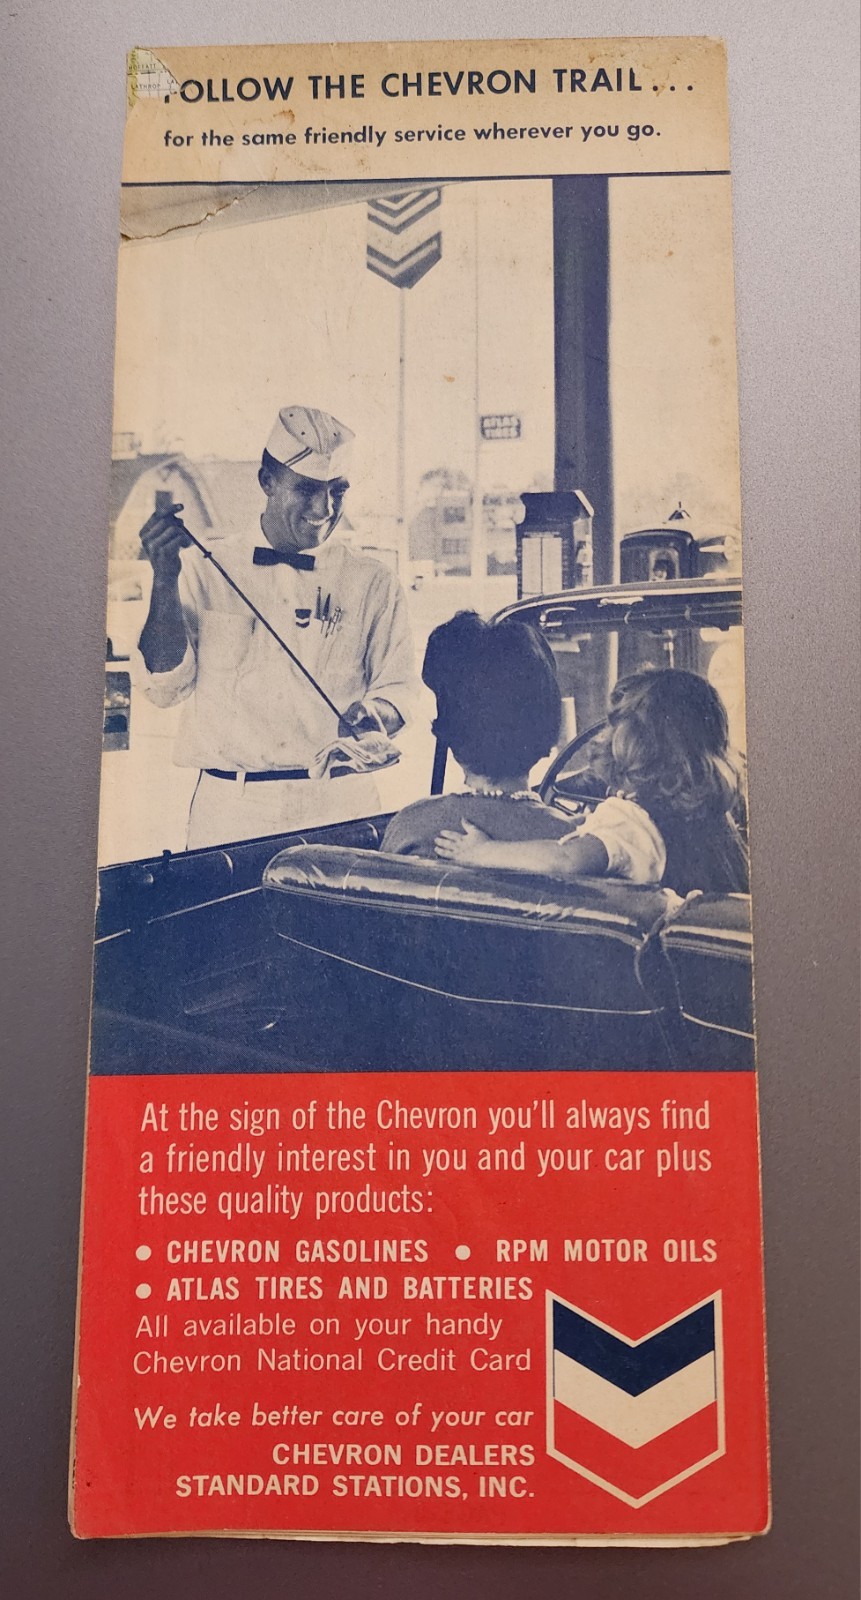 MOFFATT
LATHROP
FOLLOW THE CHEVRON TRAIL...
for the same friendly service wherever you go.
ATLAS
TIRES
At the sign of the Chevron you'll always find
a friendly interest in you and your car plus
these quality products:
● CHEVRON GASOLINES ● RPM MOTOR OILS
● ATLAS TIRES AND BATTERIES
All available on your handy
Chevron National Credit Card
We take better care of your car
CHEVRON DEALERS
STANDARD STATIONS, INC.